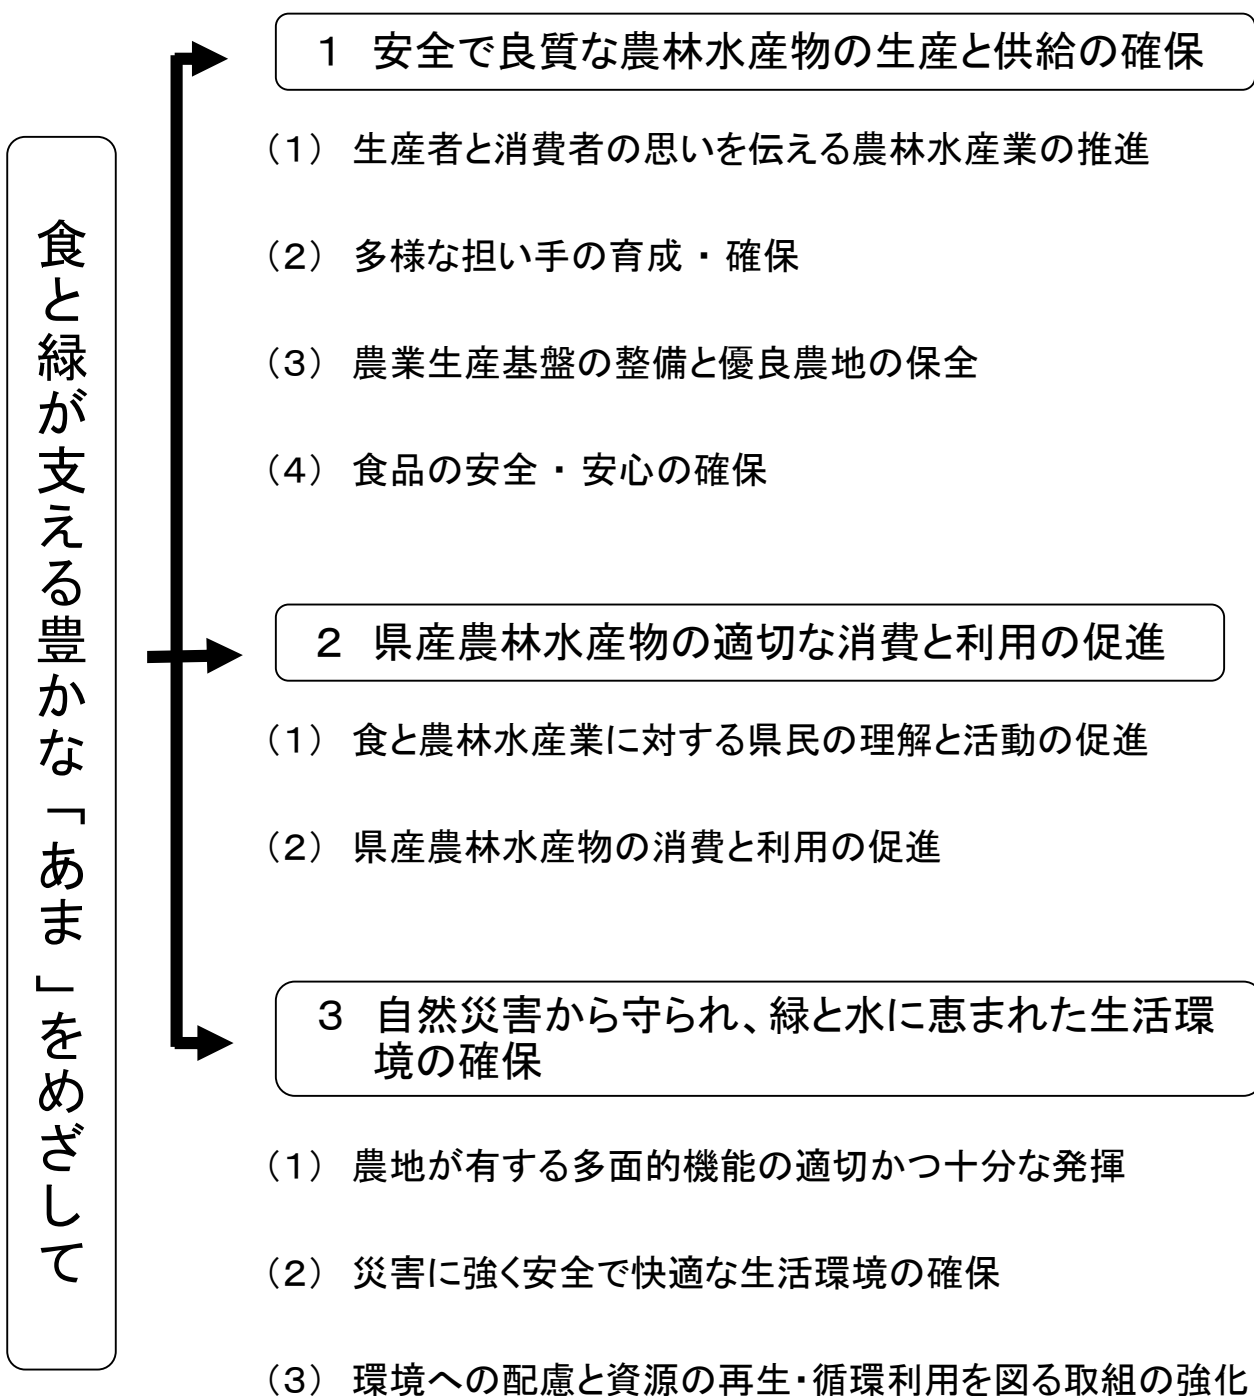 食と緑が支える豊かな「あま」をめざして
１　安全で良質な農林水産物の生産と供給の確保
（１）　生産者と消費者の思いを伝える農林水産業の推進
（２）　多様な担い手の育成・確保
（３）　農業生産基盤の整備と優良農地の保全
（４）　食品の安全・安心の確保
２　県産農林水産物の適切な消費と利用の促進
（１）　食と農林水産業に対する県民の理解と活動の促進
（２）　県産農林水産物の消費と利用の促進
３　自然災害から守られ、緑と水に恵まれた生活環
境の確保
（１）　農地が有する多面的機能の適切かつ十分な発揮
（２）　災害に強く安全で快適な生活環境の確保
（３）　環境への配慮と資源の再生・循環利用を図る取組の強化